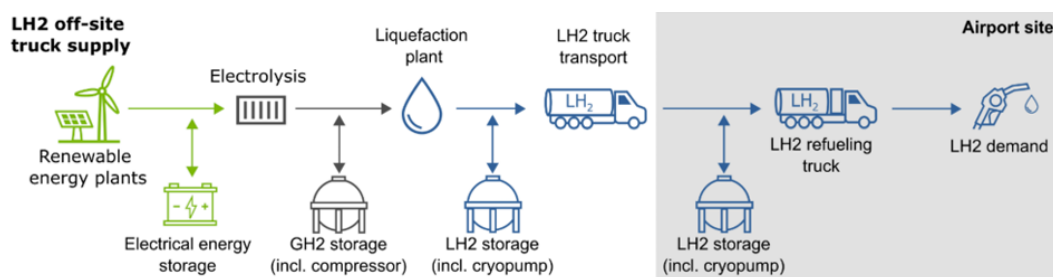 LH2 off-site
truck supply
Renewable
energy plants
Electrical energy
storage
Electrolysis
GH2 storage
(incl. compressor)
Liquefaction
plant
LH2 storage
(incl. cryopump)
LH2 truck
transport
LH₂
Airport site
LH₂
LH2 refueling
truck
LH2 storage
(incl. cryopump)
LH2 demand